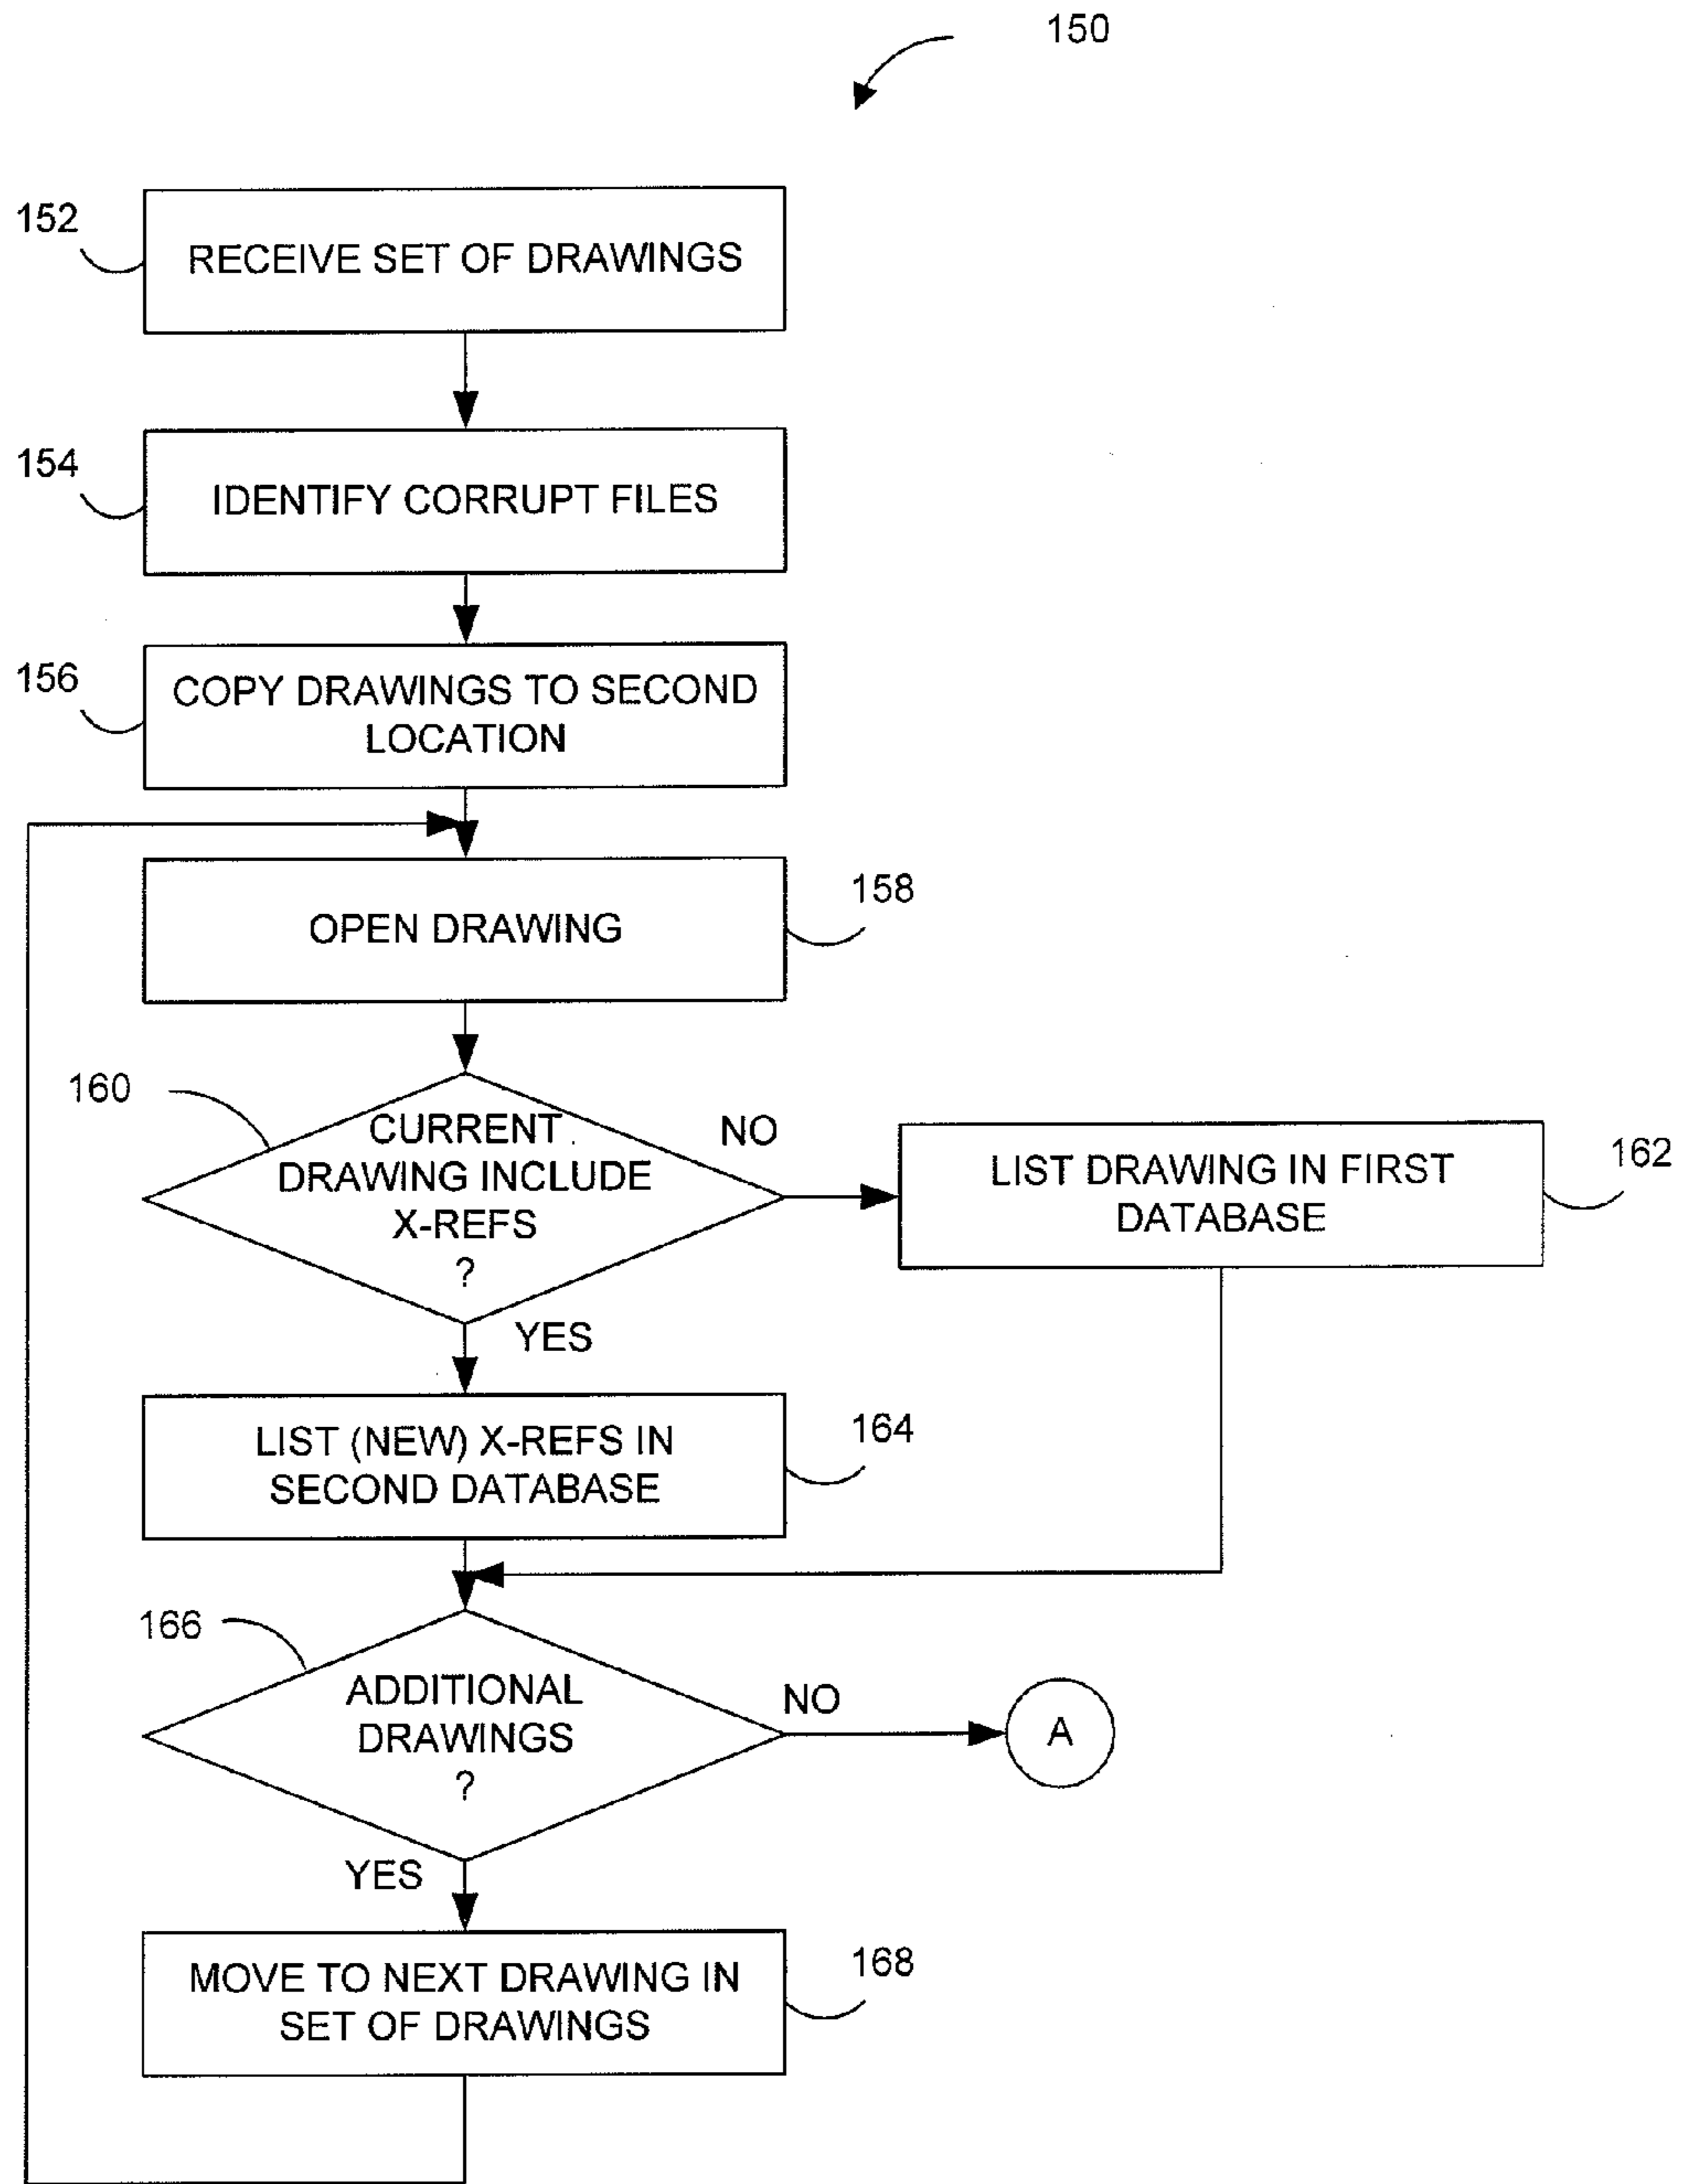 150
152
RECEIVE SET OF DRAWINGS
154
IDENTIFY CORRUPT FILES
156
COPY DRAWINGS TO SECOND
LOCATION
OPEN DRAWING
158
160
CURRENT
DRAWING INCLUDE
X-REFS
?
NO
LIST DRAWING IN FIRST
DATABASE
162
YES
LIST (NEW) X-REFS IN
SECOND DATABASE
164
166
ADDITIONAL
DRAWINGS
?
NO
A
YES
MOVE TO NEXT DRAWING IN
SET OF DRAWINGS
168